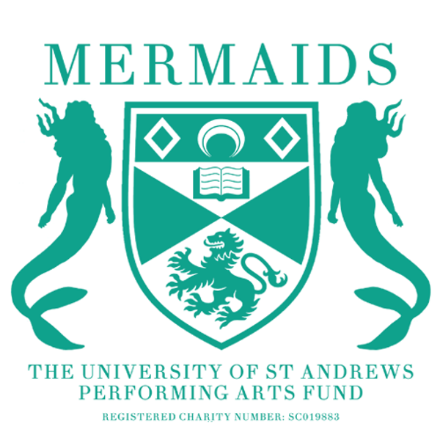 MERMAIDS
THE UNIVERSITY OF ST ANDREWS
PERFORMING ARTS FUND
REGISTERED CHARITY NUMBER: SC019883